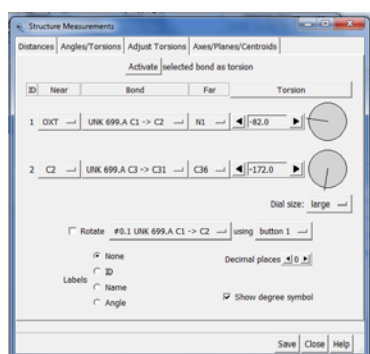 Structure Measurements
Distances Angles/Torsions Adjust Torsions Axes/Planes/Centroids
Activate selected bond as torsion
ID Near Bond Far Torsion
1 OXT UNK 699.A C1 -> C2 N1 -82.0
2 C2 UNK 699.A C3 -> C31 C36 -172.0
Dial size: large
Rotate #0.1 UNK 699.A C1 -> C2 using button 1
Labels
None
ID
Name
Angle
Decimal places 0
Show degree symbol
Save Close Help